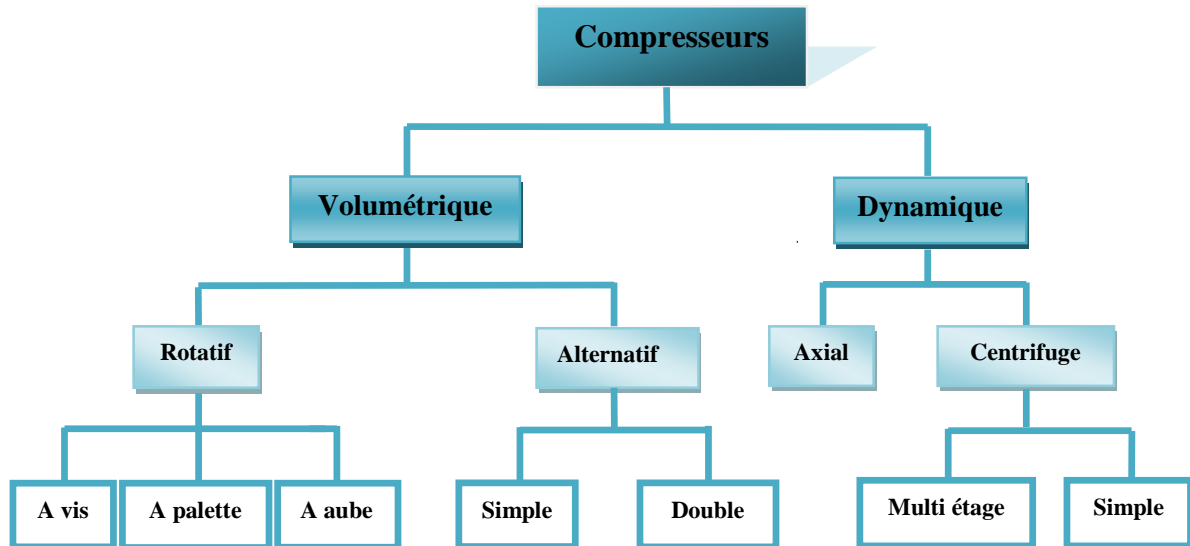 Compresseurs
Volumétrique
Dynamique
Rotatif
Alternatif
Axial
Centrifuge
A vis
A palette
A aube
Simple
Double
Multi étage
Simple